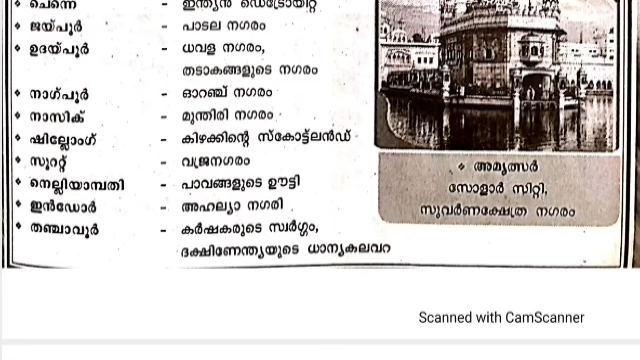 ❖ ചെന്നൈ - ഇന്ത്യൻ ഡെട്രോയിറ്റ്
❖ ജയ്പൂർ - പാടല നഗരം
❖ ഉദയ്പൂർ - ധവള നഗരം,
തടാകങ്ങളുടെ നഗരം
❖ നാഗ്പൂർ - ഓറഞ്ച് നഗരം
❖ നാസിക് - മുന്തിരി നഗരം
❖ ഷില്ലോംഗ് - കിഴക്കിന്റെ സ്കോട്ട്ലൻഡ്
❖ സൂററ്റ് - വജ്രനഗരം
❖ നെല്ലിയാമ്പതി - പാവങ്ങളുടെ ഊട്ടി
❖ ഇൻഡോർ - അഹല്യാ നഗരി
❖ തഞ്ചാവൂർ - കർഷകരുടെ സ്വർഗ്ഗം,
ദക്ഷിണേന്ത്യയുടെ ധാന്യകലവറ
❖ അമൃത്സർ
സോളാർ സിറ്റി,
സുവർണക്ഷേത്ര നഗരം
Scanned with CamScanner